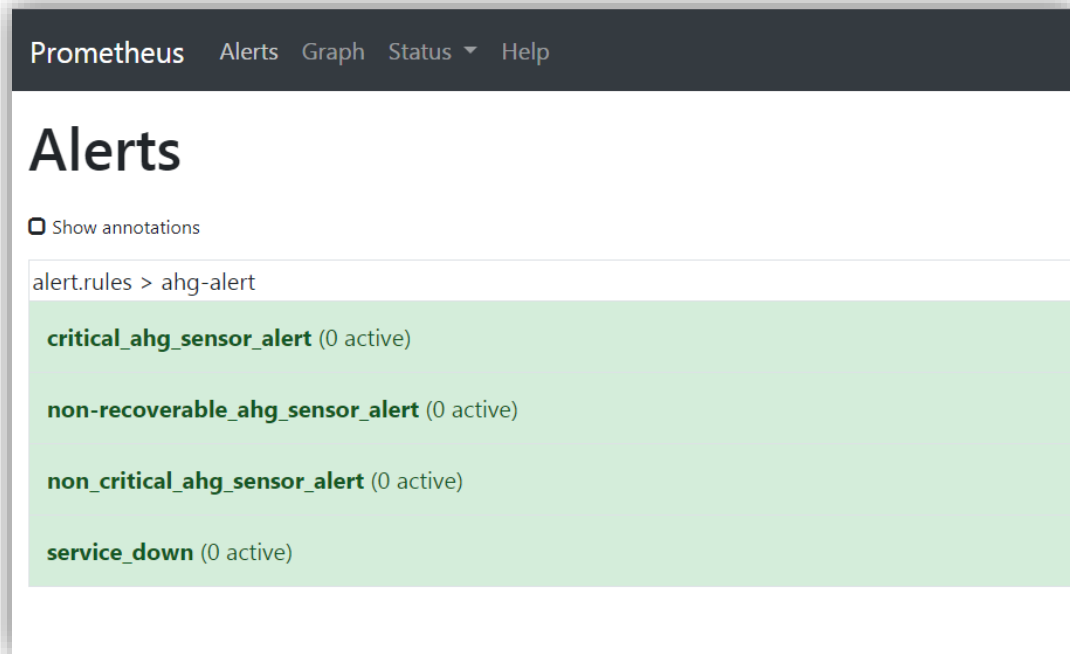 Prometheus Alerts Graph Status Help
Alerts
Show annotations
alert.rules > ahg-alert
critical_ahg_sensor_alert (0 active)
non-recoverable_ahg_sensor_alert (0 active)
non_critical_ahg_sensor_alert (0 active)
service_down (0 active)